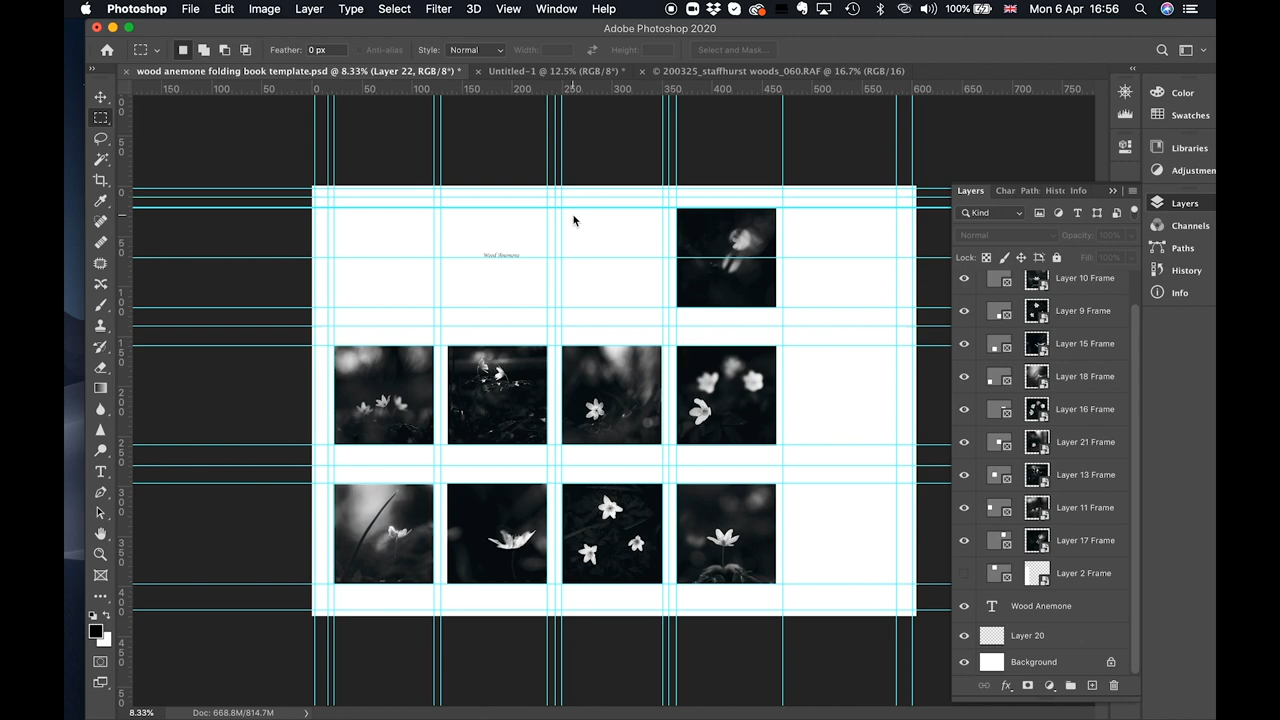 Photoshop File Edit Image Layer Type Select Filter 3D View Window Help 100% Mon 6 Apr 16:56
Adobe Photoshop 2020
Feather: 0 px Anti-alias Style: Normal Width: Height: Select and Mask...
wood anemone folding book template.psd @ 8.33% (Layer 22, RGB/8*) * Untitled-1 @ 12.5% (RGB/8*) * © 200325_staffhurst woods_060.RAF @ 16.7% (RGB/16)
150 100 50 0 50 100 150 200 250 300 350 400 450 500 550 600 650 700 750
Color
Swatches
Libraries
Adjustmen
Layers
Channels
Paths
History
Info
Layers Char Path: Histo Info
Kind
Normal Opacity: 100%
Lock: Fill: 100%
Layer 10 Frame
Layer 9 Frame
Layer 15 Frame
Layer 18 Frame
Layer 16 Frame
Layer 21 Frame
Layer 13 Frame
Layer 11 Frame
Layer 17 Frame
Layer 2 Frame
Wood Anemone
Layer 20
Background
Wood Anemone
8.33% Doc: 668.8M/814.7M